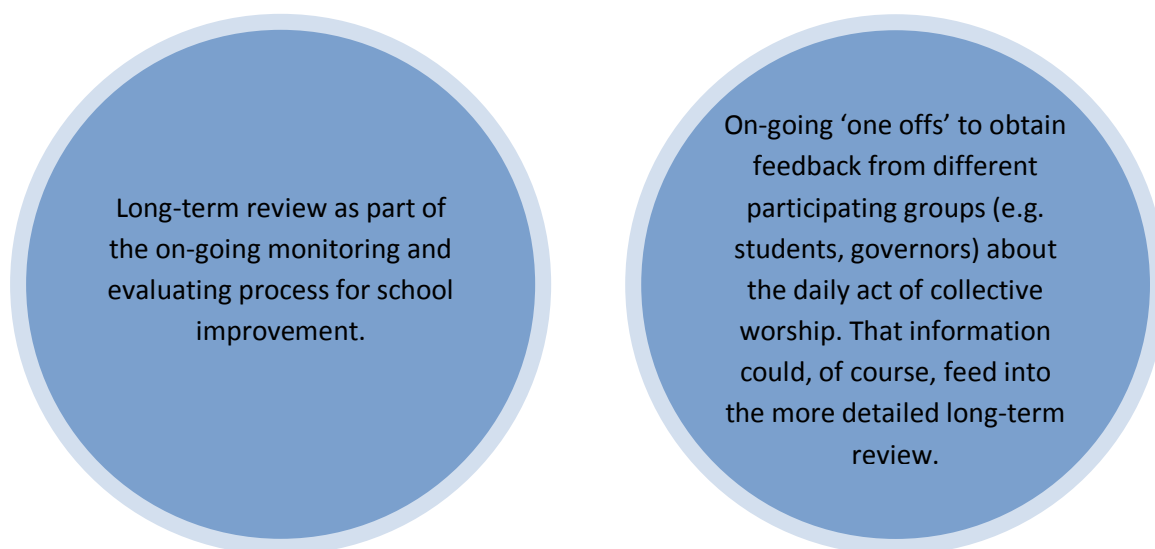 Long-term review as part of
the on-going monitoring and
evaluating process for school
improvement.
On-going ‘one offs’ to obtain
feedback from different
participating groups (e.g.
students, governors) about
the daily act of collective
worship. That information
could, of course, feed into
the more detailed long-term
review.